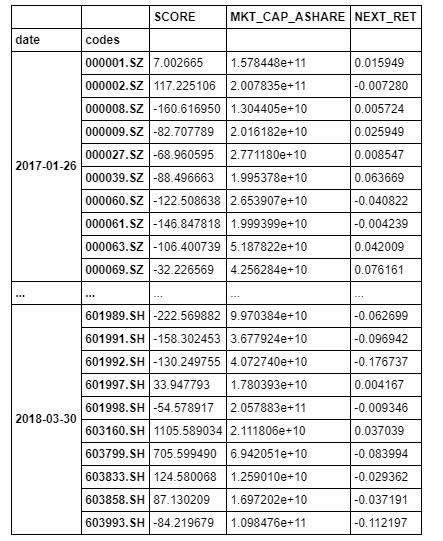 SCORE MKT_CAP_ASHARE NEXT_RET
date codes
2017-01-26 000001.SZ 7.002665 1.578448e+11 0.015949
000002.SZ 117.225106 2.007835e+11 -0.007280
000008.SZ -160.616950 1.304405e+10 0.005724
000009.SZ -82.707789 2.016182e+10 0.025949
000027.SZ -68.960595 2.771180e+10 0.008547
000039.SZ -88.496663 1.995378e+10 0.063669
000060.SZ -122.508638 2.653907e+10 -0.040822
000061.SZ -146.847818 1.999399e+10 -0.004239
000063.SZ -106.400739 5.187822e+10 0.042009
000069.SZ -32.226569 4.256284e+10 0.076161
... ... ... ... ...
2018-03-30 601989.SH -222.569882 9.970384e+10 -0.062699
601991.SH -158.302453 3.677924e+10 -0.096942
601992.SH -130.249755 4.072740e+10 -0.176737
601997.SH 33.947793 1.780393e+10 0.004167
601998.SH -54.578917 2.057883e+11 -0.009346
603160.SH 1105.589034 2.111806e+10 0.037039
603799.SH 705.599490 6.942051e+10 -0.083994
603833.SH 124.580068 1.259010e+10 -0.029362
603858.SH 87.130209 1.697202e+10 -0.037191
603993.SH -84.219679 1.098476e+11 -0.112197